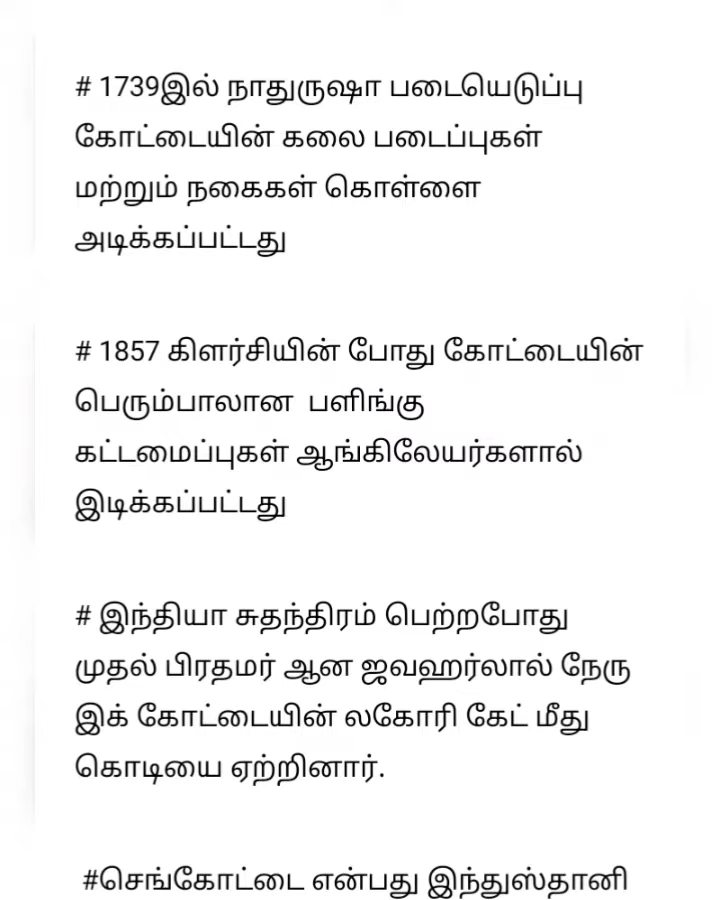 # 1739இல் நாதுருஷா படையெடுப்பு
கோட்டையின் கலை படைப்புகள்
மற்றும் நகைகள் கொள்ளை
அடிக்கப்பட்டது
# 1857 கிளர்சியின் போது கோட்டையின்
பெரும்பாலான பளிங்கு
கட்டமைப்புகள் ஆங்கிலேயர்களால்
இடிக்கப்பட்டது
# இந்தியா சுதந்திரம் பெற்றபோது
முதல் பிரதமர் ஆன ஜவஹர்லால் நேரு
இக் கோட்டையின் லகோரி கேட் மீது
கொடியை ஏற்றினார்.
#செங்கோட்டை என்பது இந்துஸ்தானி